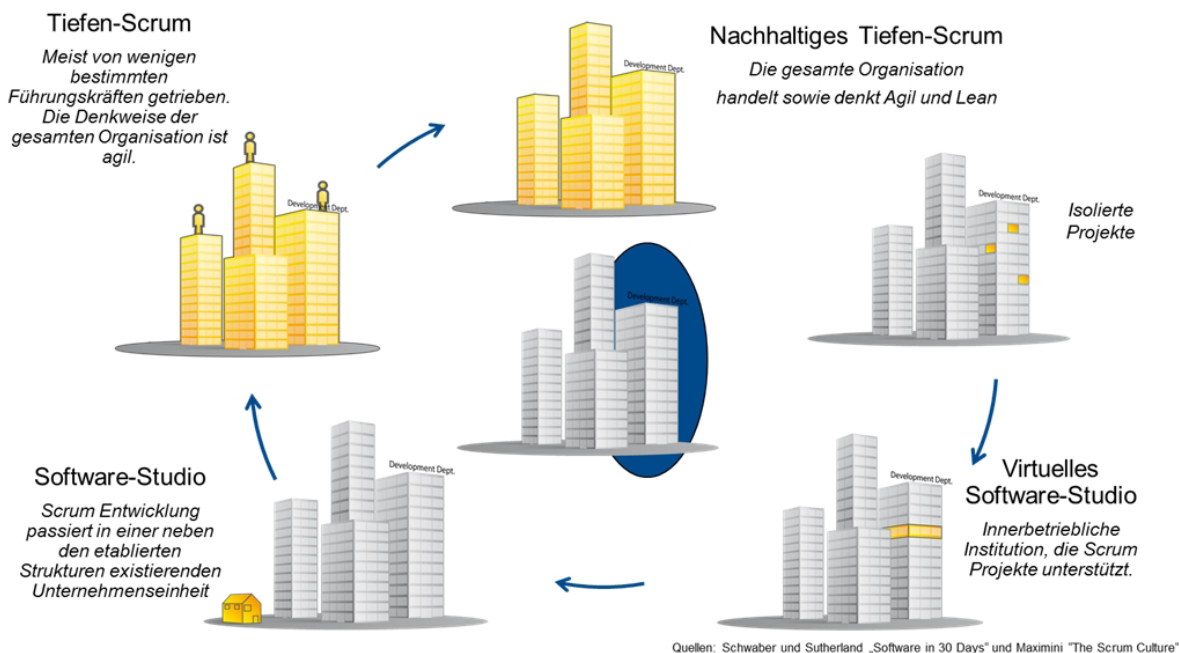 Tiefen-Scrum
Meist von wenigen
bestimmten
Führungskräften getrieben.
Die Denkweise der
gesamten Organisation ist
agil.
Development Dept.
Nachhaltiges Tiefen-Scrum
Die gesamte Organisation
handelt sowie denkt Agil und Lean
Development Dept.
Isolierte
Projekte
Development Dept.
Development Dept.
Software-Studio
Scrum Entwicklung
passiert in einer neben
den etablierten
Strukturen existierenden
Unternehmenseinheit
Development Dept.
Virtuelles
Software-Studio
Innerbetriebliche
Institution, die Scrum
Projekte unterstützt.
Development Dept.
Quellen: Schwaber und Sutherland „Software in 30 Days" und Maximini "The Scrum Culture"